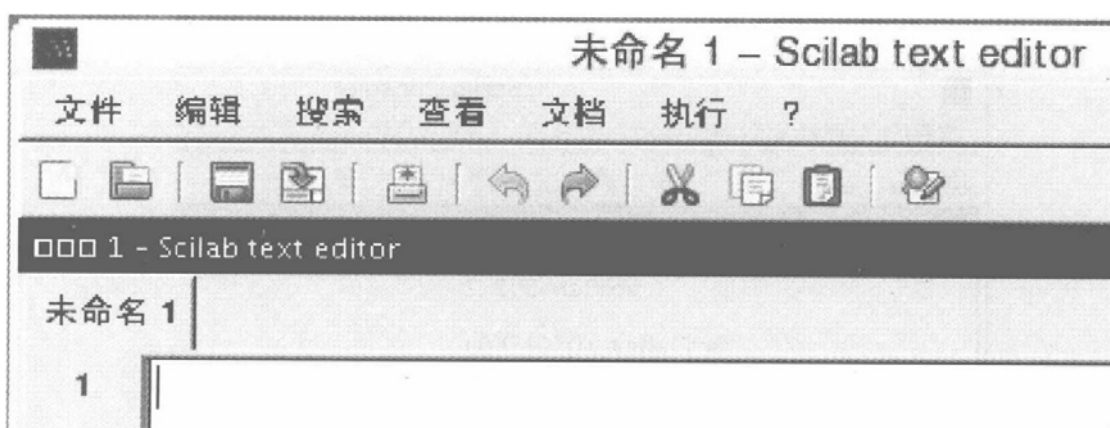 未命名 1 – Scilab text editor
文件 编辑 搜索 查看 文档 执行 ?
□□□ 1 – Scilab text editor
未命名 1
1